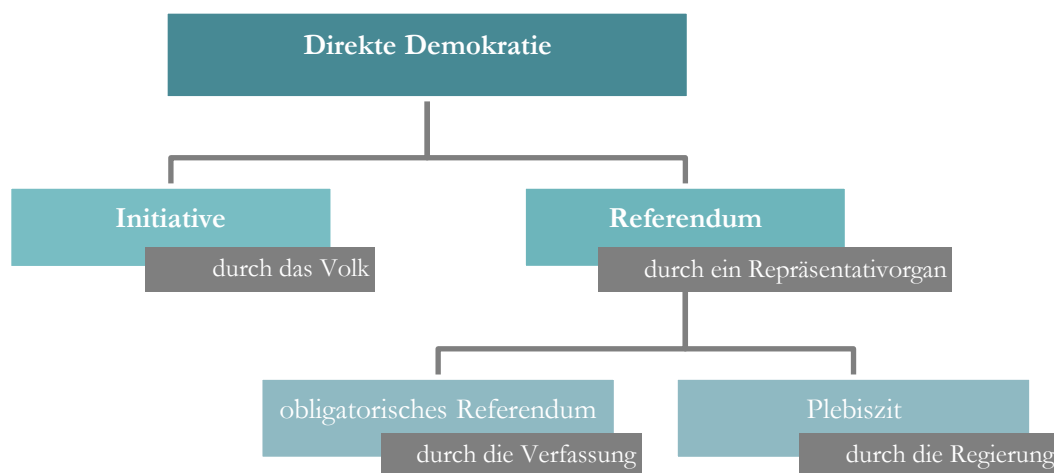 Direkte Demokratie
Initiative
durch das Volk
Referendum
durch ein Repräsentativorgan
obligatorisches Referendum
durch die Verfassung
Plebiszit
durch die Regierung